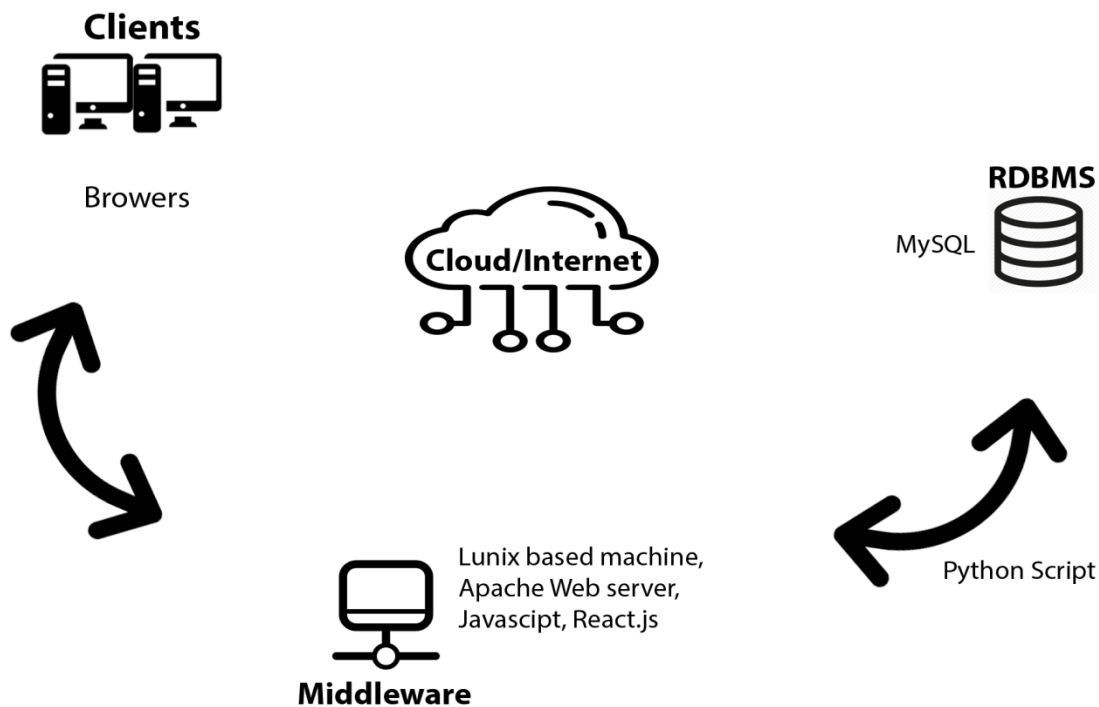 Clients
Browers
Cloud/Internet
RDBMS
MySQL
Lunix based machine,
Apache Web server,
Javascipt, React.js
Middleware
Python Script